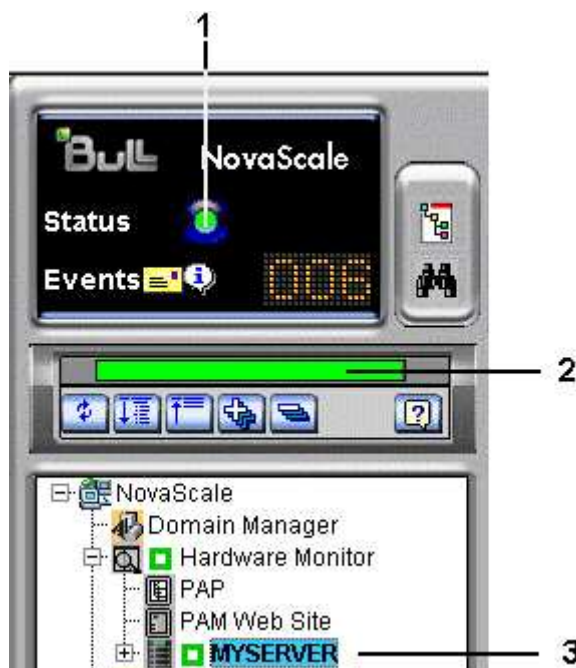 1
Bull NovaScale
Status
Events 006
2
NovaScale
Domain Manager
Hardware Monitor
PAP
PAM Web Site
MYSERVER 3